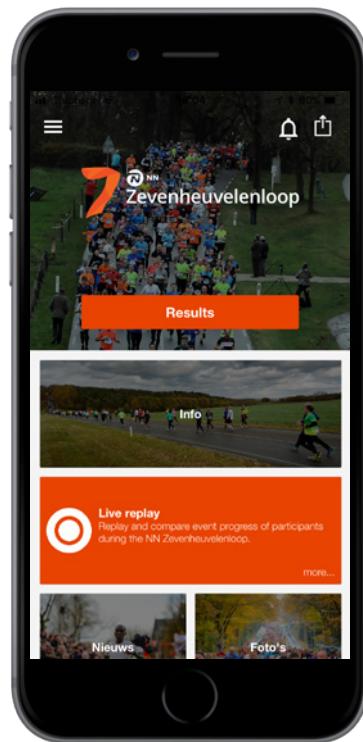 NN
Zevenheuvelenloop
Results
Info
Live replay
Replay and compare event progress of participants
during the NN Zevenheuvelenloop.
more...
Nieuws
Foto's